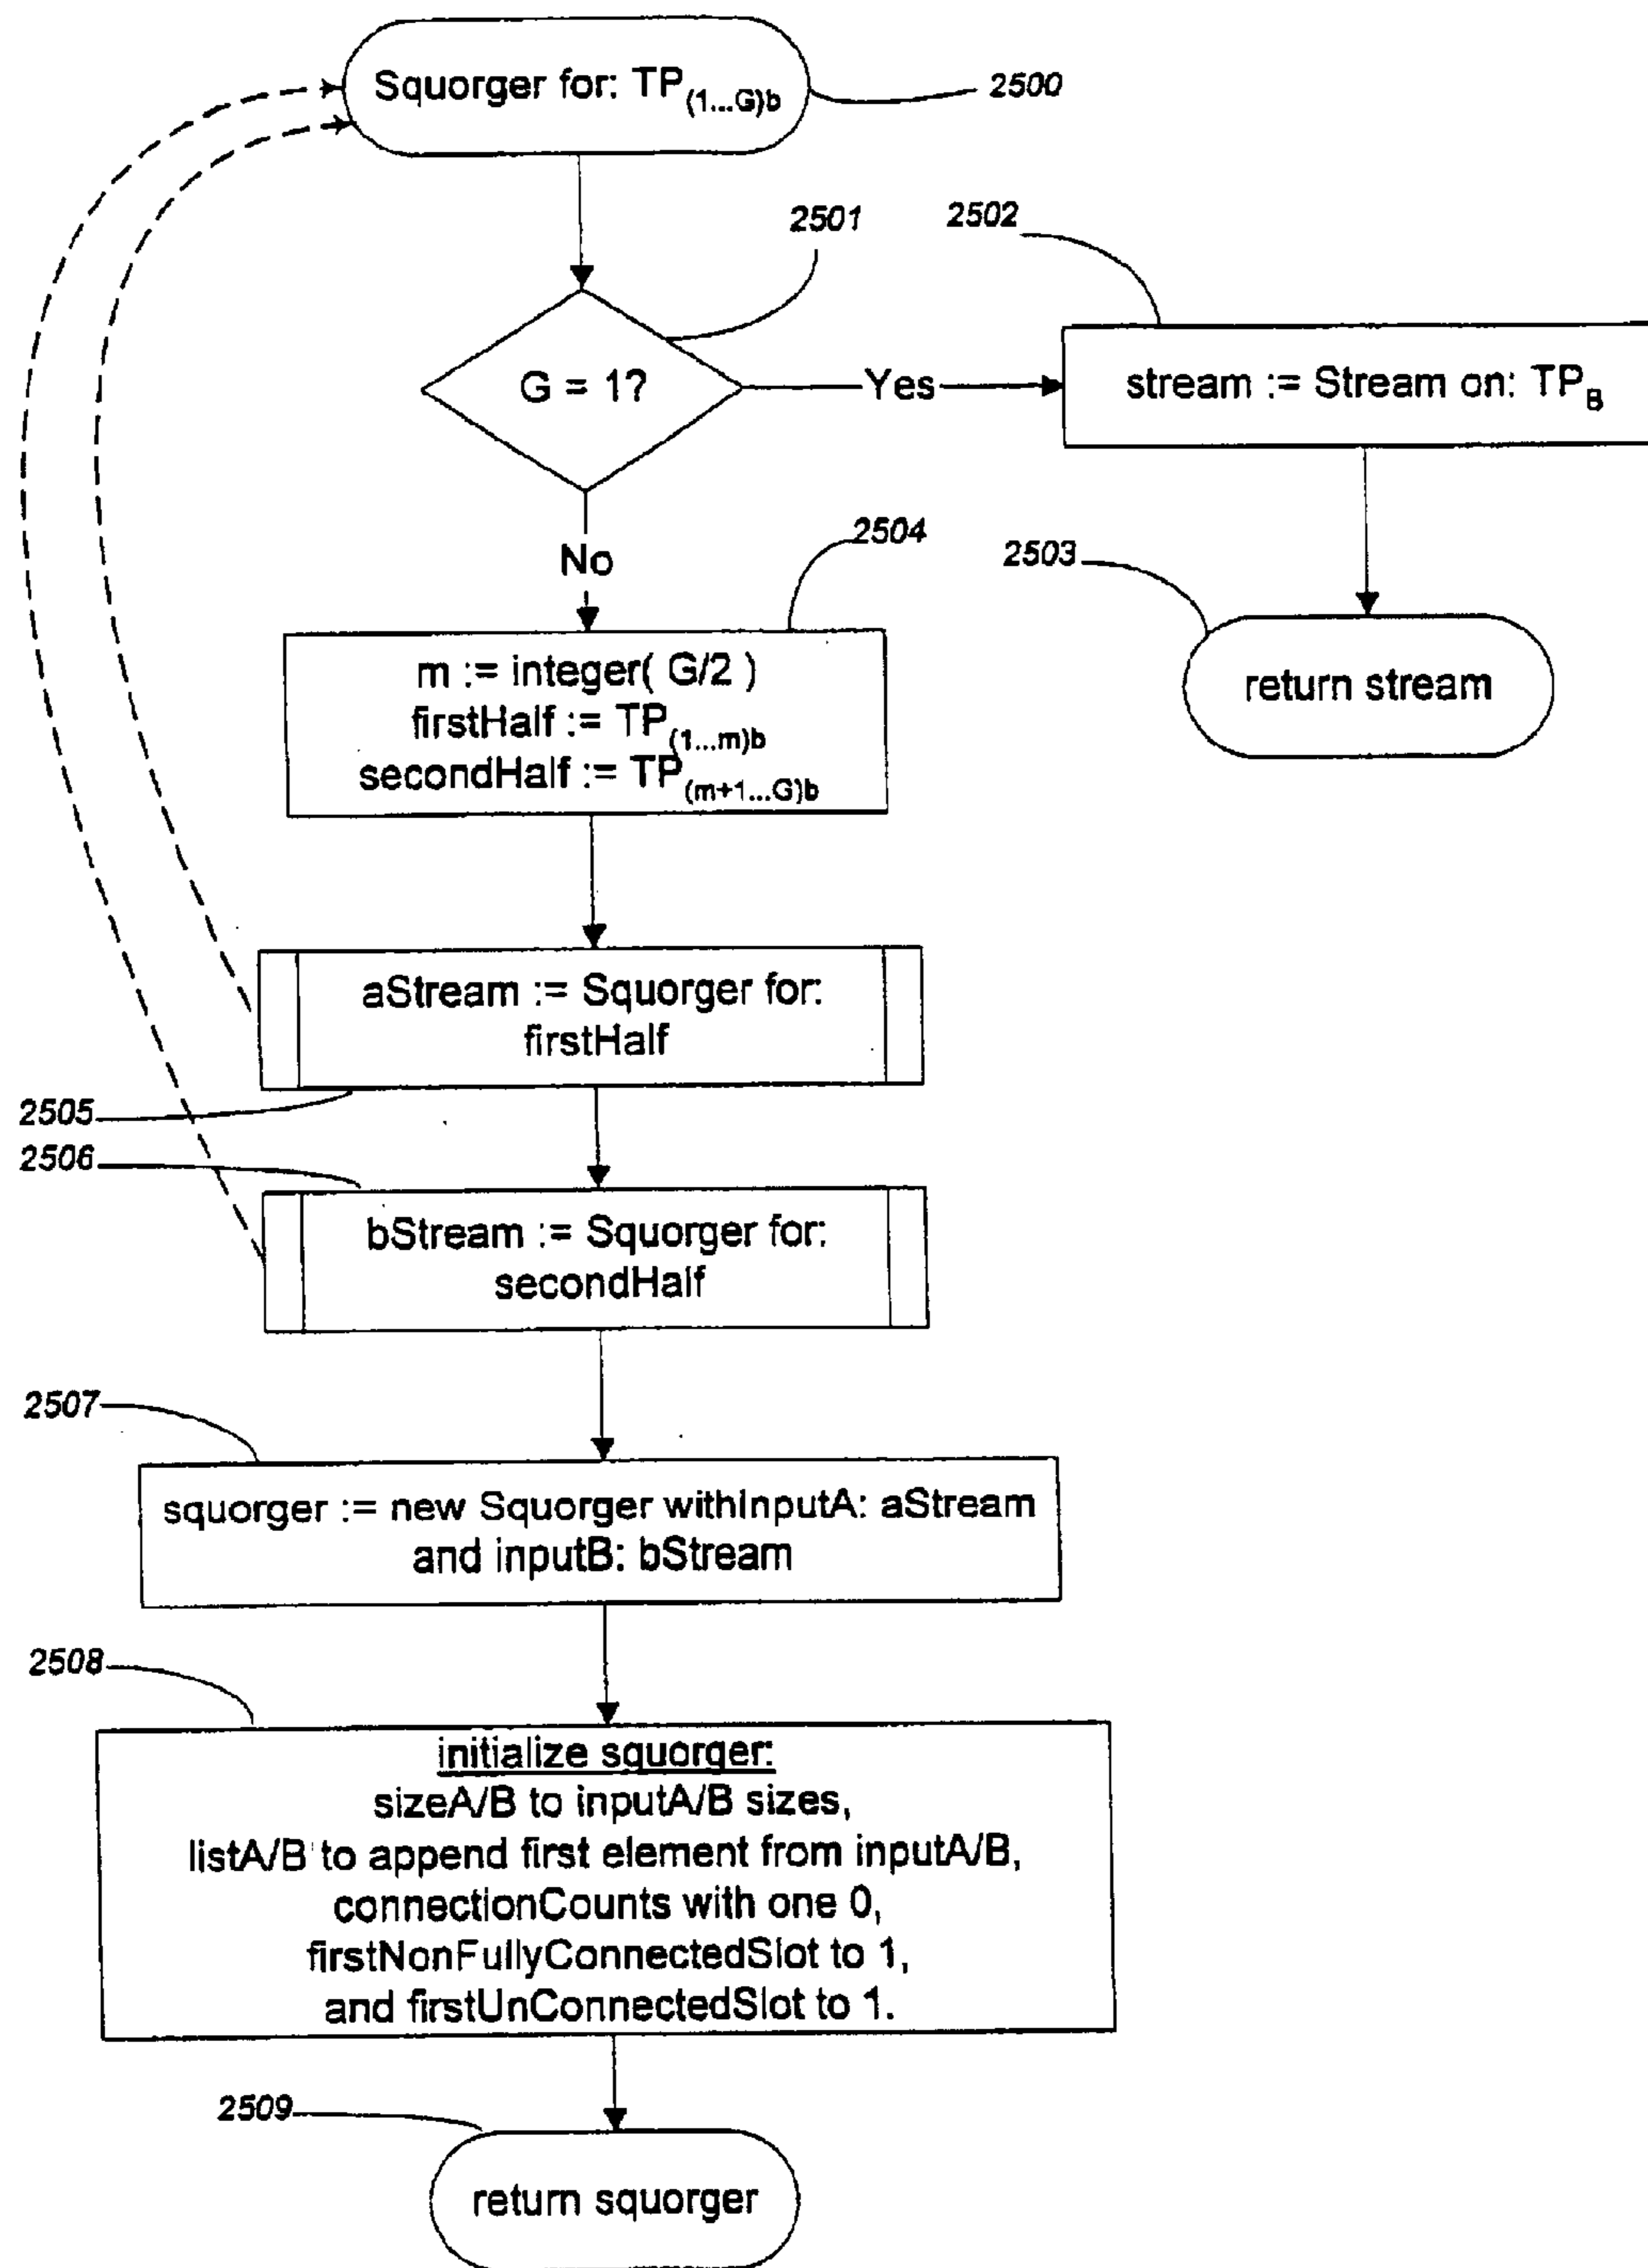 Squorger for: TP(1...G)b
2500
2501
2502
G = 1?
Yes
stream := Stream on: TPB
No
2504
2503
m := integer( G/2 )
firstHalf := TP(1...m)b
secondHalf := TP(m+1...G)b
return stream
aStream := Squorger for:
firstHalf
2505
2506
bStream := Squorger for:
secondHalf
2507
squorger := new Squorger withInputA: aStream
and inputB: bStream
2508
initialize squorger:
sizeA/B to inputA/B sizes,
listA/B to append first element from inputA/B,
connectionCounts with one 0,
firstNonFullyConnectedSlot to 1,
and firstUnConnectedSlot to 1.
2509
return squorger